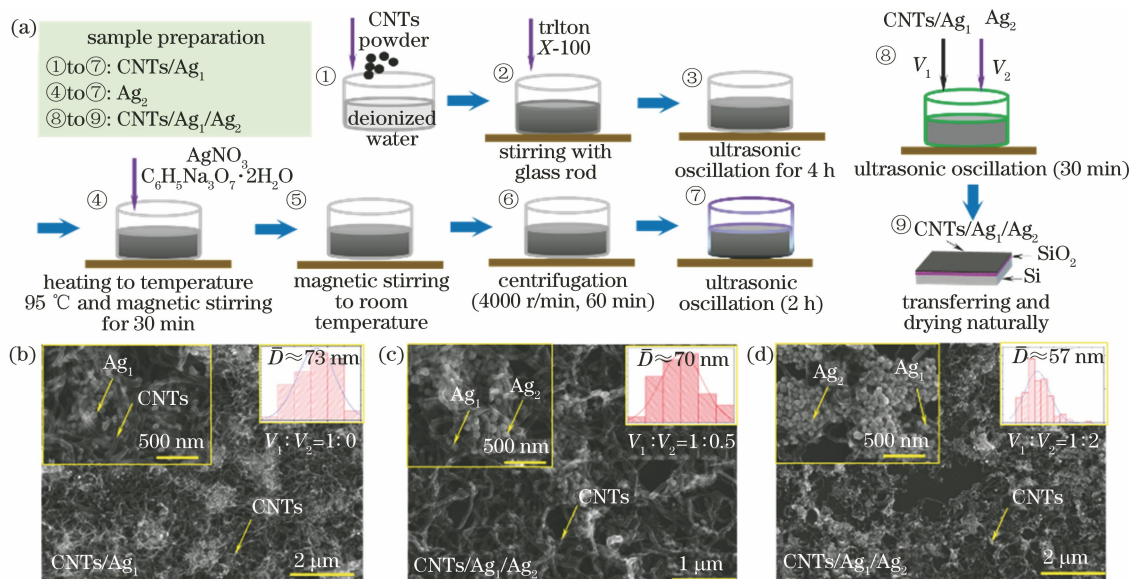 (a)
sample preparation
①to⑦: CNTs/Ag₁
④to⑦: Ag₂
⑧to⑨: CNTs/Ag₁/Ag₂
①
CNTs
powder
deionized
water
②
trlton
X-100
stirring with
glass rod
③
ultrasonic
oscillation for 4 h
④
AgNO₃
C₆H₅Na₃O₇·2H₂O
heating to temperature
95 ℃ and magnetic stirring
for 30 min
⑤
magnetic stirring
to room
temperature
⑥
centrifugation
(4000 r/min, 60 min)
⑦
ultrasonic
oscillation (2 h)
⑧
CNTs/Ag₁ Ag₂
V₁ V₂
ultrasonic oscillation (30 min)
⑨
CNTs/Ag₁/Ag₂
SiO₂
Si
transferring and
drying naturally
(b)
Ag₁
CNTs
500 nm
D̄≈73 nm
V₁:V₂=1:0
CNTs
CNTs/Ag₁
2 μm
(c)
Ag₁
Ag₂
500 nm
D̄≈70 nm
V₁:V₂=1:0.5
CNTs
CNTs/Ag₁/Ag₂
1 μm
(d)
Ag₂
Ag₁
500 nm
D̄≈57 nm
V₁:V₂=1:2
CNTs
CNTs/Ag₁/Ag₂
2 μm